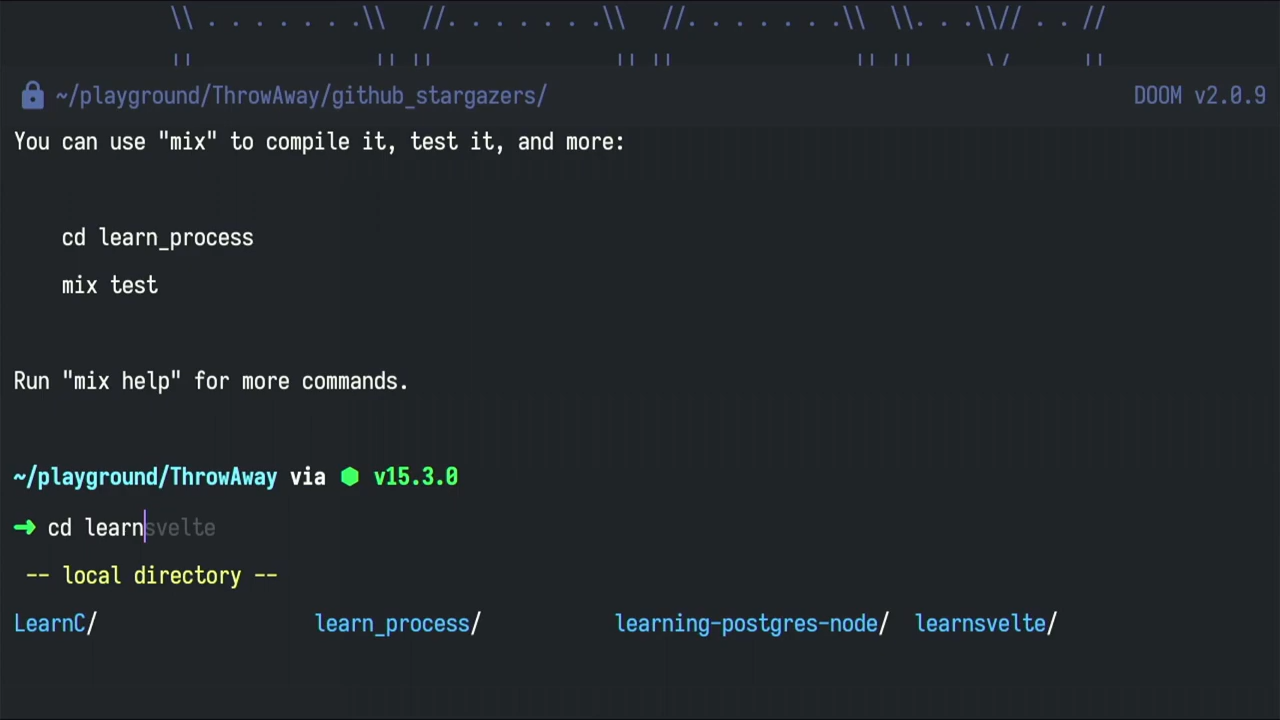 \\ . . . . . . .\\   //. . . . . . .\\   //. . . . . . .\\  \\. . .\\// . . //
||                || ||                || ||                || ||      \/      ||
~/playground/ThrowAway/github_stargazers/ DOOM v2.0.9
You can use "mix" to compile it, test it, and more:
cd learn_process
mix test
Run "mix help" for more commands.
~/playground/ThrowAway via ⬢ v15.3.0
➜ cd learnsvelte
-- local directory --
LearnC/ learn_process/ learning-postgres-node/ learnsvelte/